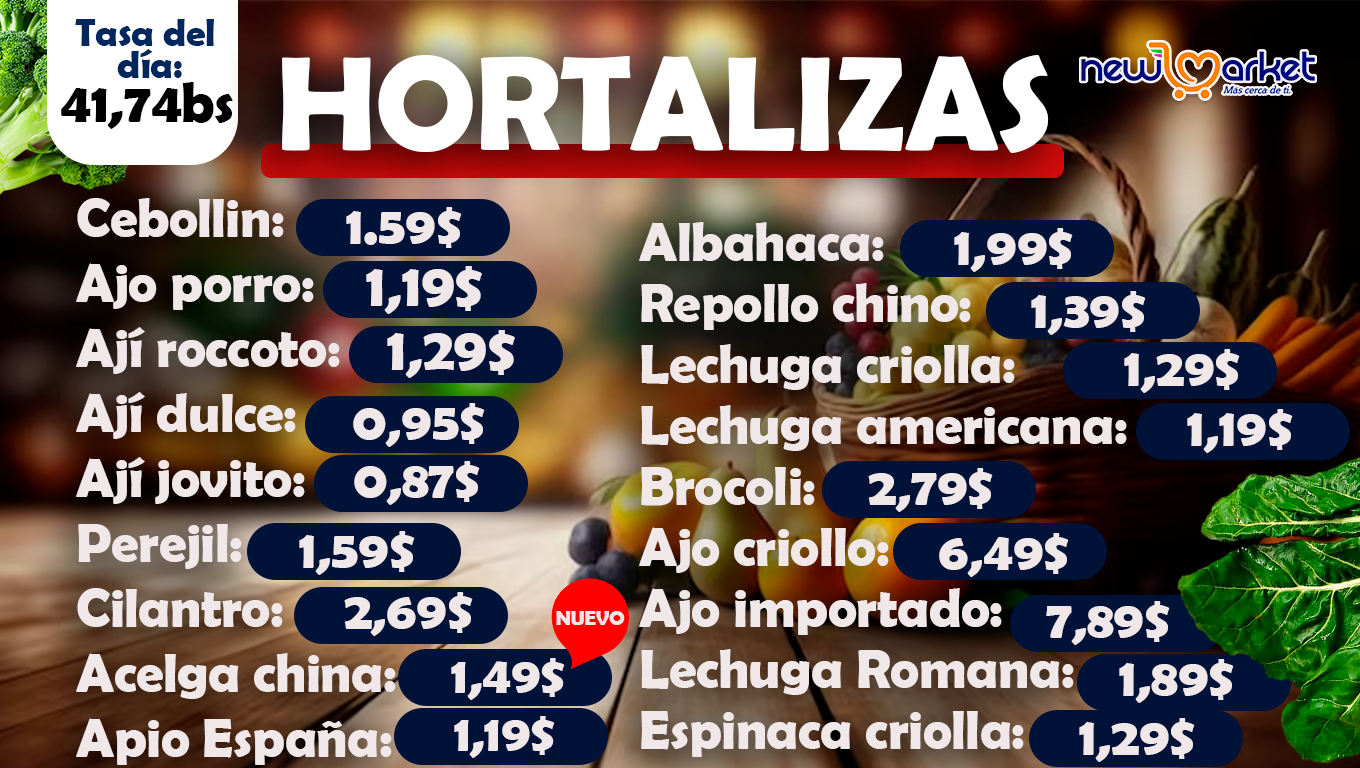 Tasa del
día:
41,74bs
HORTALIZAS
new market
Más cerca de ti.
Cebollin: 1.59$
Ajo porro: 1,19$
Ají roccoto: 1,29$
Ají dulce: 0,95$
Ají jovito: 0,87$
Perejil: 1,59$
Cilantro: 2,69$
NUEVO
Acelga china: 1,49$
Apio España: 1,19$
Albahaca: 1,99$
Repollo chino: 1,39$
Lechuga criolla: 1,29$
Lechuga americana: 1,19$
Brocoli: 2,79$
Ajo criollo: 6,49$
Ajo importado: 7,89$
Lechuga Romana: 1,89$
Espinaca criolla: 1,29$